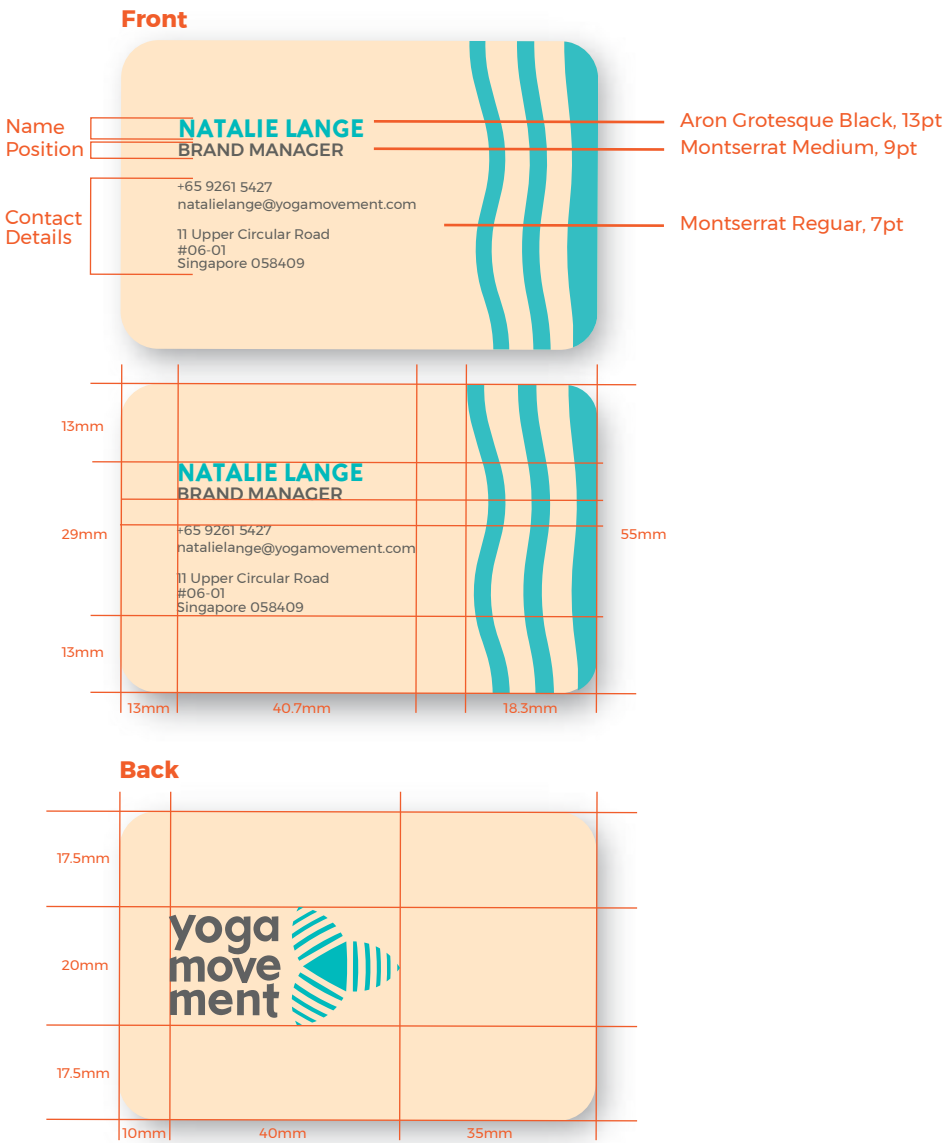 Front
Name
Position
Contact
Details
NATALIE LANGE
BRAND MANAGER
+65 9261 5427
natalielange@yogamovement.com
11 Upper Circular Road
#06-01
Singapore 058409
Aron Grotesque Black, 13pt
Montserrat Medium, 9pt
Montserrat Reguar, 7pt
13mm
29mm
13mm
NATALIE LANGE
BRAND MANAGER
+65 9261 5427
natalielange@yogamovement.com
11 Upper Circular Road
#06-01
Singapore 058409
55mm
13mm
40.7mm
18.3mm
Back
17.5mm
20mm
17.5mm
yoga
move
ment
10mm
40mm
35mm